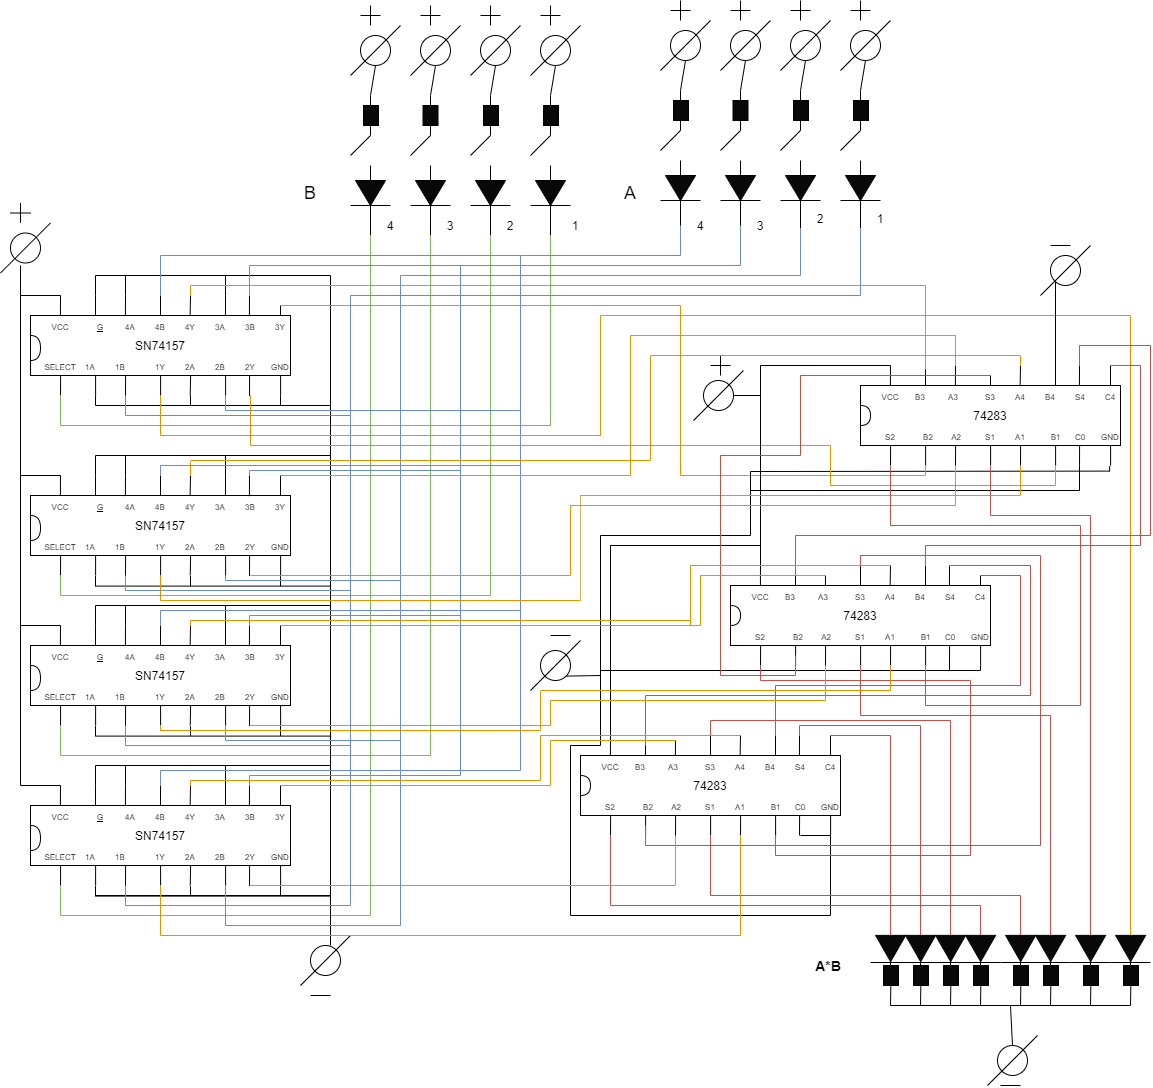 B
A
4 3 2 1
4 3 2 1
VCC G 4A 4B 4Y 3A 3B 3Y
SN74157
SELECT 1A 1B 1Y 2A 2B 2Y GND
VCC B3 A3 S3 A4 B4 S4 C4
74283
S2 B2 A2 S1 A1 B1 C0 GND
VCC G 4A 4B 4Y 3A 3B 3Y
SN74157
SELECT 1A 1B 1Y 2A 2B 2Y GND
VCC B3 A3 S3 A4 B4 S4 C4
74283
S2 B2 A2 S1 A1 B1 C0 GND
VCC G 4A 4B 4Y 3A 3B 3Y
SN74157
SELECT 1A 1B 1Y 2A 2B 2Y GND
VCC B3 A3 S3 A4 B4 S4 C4
74283
S2 B2 A2 S1 A1 B1 C0 GND
VCC G 4A 4B 4Y 3A 3B 3Y
SN74157
SELECT 1A 1B 1Y 2A 2B 2Y GND
A*B